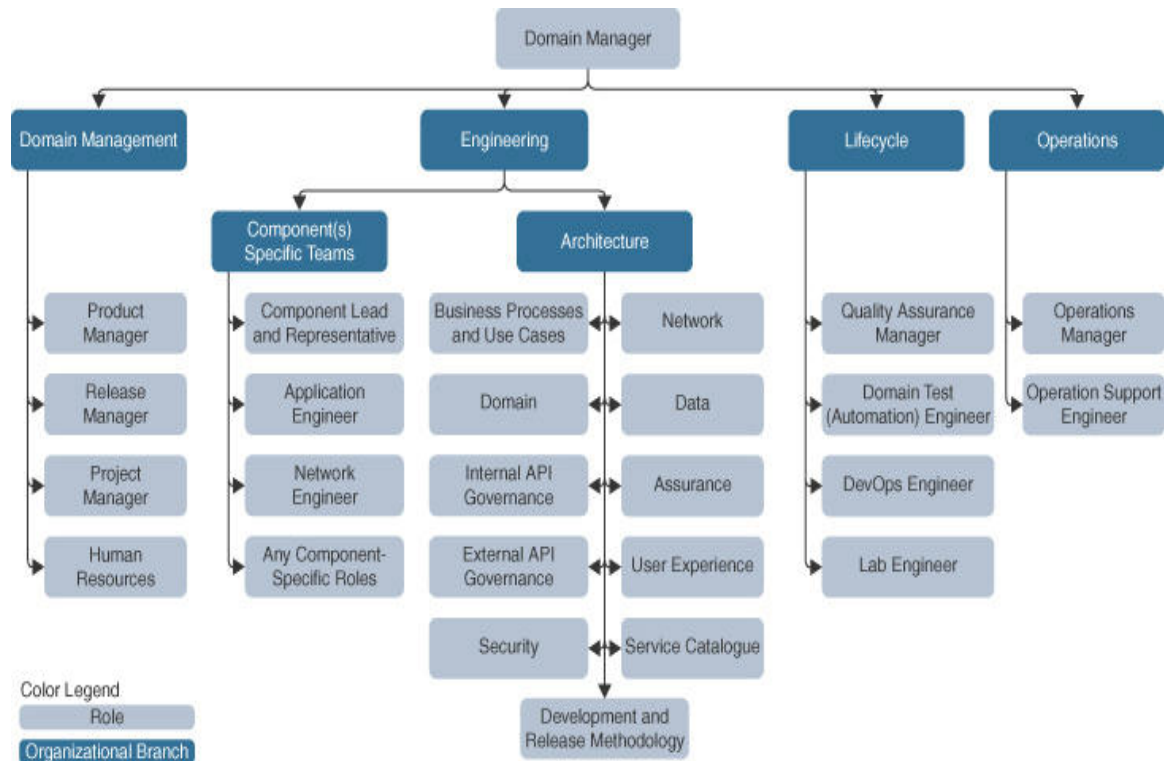 Domain Manager
Domain Management
Engineering
Lifecycle
Operations
Component(s)
Specific Teams
Architecture
Product
Manager
Component Lead
and Representative
Business Processes
and Use Cases
Network
Quality Assurance
Manager
Operations
Manager
Release
Manager
Application
Engineer
Domain
Data
Domain Test
(Automation) Engineer
Operation Support
Engineer
Project
Manager
Network
Engineer
Internal API
Governance
Assurance
DevOps Engineer
Human
Resources
Any Component-
Specific Roles
External API
Governance
User Experience
Lab Engineer
Security
Service Catalogue
Development and
Release Methodology
Color Legend
Role
Organizational Branch